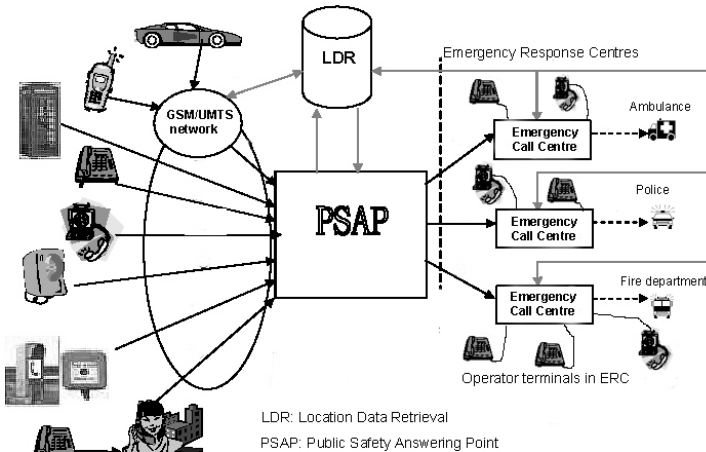 LDR
Emergency Response Centres
GSM/UMTS
network
Ambulance
Emergency
Call Centre
PSAP
Police
Emergency
Call Centre
Fire department
Emergency
Call Centre
Operator terminals in ERC
LDR: Location Data Retrieval
PSAP: Public Safety Answering Point